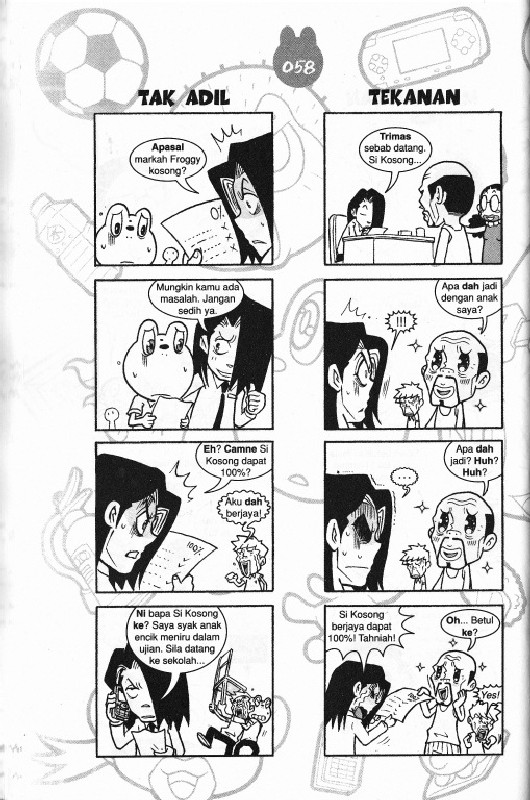 058
TAK ADIL
Apasal
markah Froggy
kosong?
0%
Mungkin kamu ada
masalah. Jangan
sedih ya.
Eh? Camne Si
Kosong dapat
100%?
Aku dah
berjaya!
100%
Ni bapa Si Kosong
ke? Saya syak anak
encik meniru dalam
ujian. Sila datang
ke sekolah...
TEKANAN
Trimas
sebab datang,
Si Kosong...
Apa dah jadi
dengan anak
saya?
!!!
Apa dah
jadi? Huh?
Huh?
...
Si Kosong
berjaya dapat
100%!! Tahniah!
Oh... Betul
ke?
Yes!